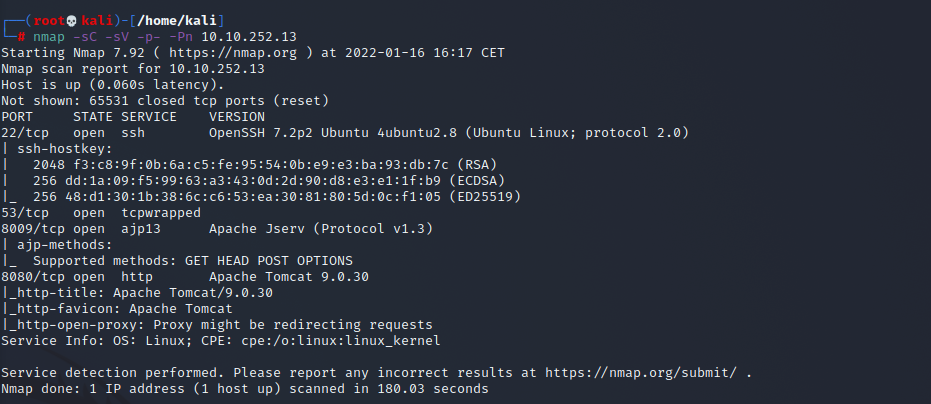 (root💀kali)-[/home/kali]
# nmap -sC -sV -p- -Pn 10.10.252.13
Starting Nmap 7.92 ( https://nmap.org ) at 2022-01-16 16:17 CET
Nmap scan report for 10.10.252.13
Host is up (0.060s latency).
Not shown: 65531 closed tcp ports (reset)
PORT     STATE SERVICE    VERSION
22/tcp   open  ssh        OpenSSH 7.2p2 Ubuntu 4ubuntu2.8 (Ubuntu Linux; protocol 2.0)
| ssh-hostkey:
|   2048 f3:c8:9f:0b:6a:c5:fe:95:54:0b:e9:e3:ba:93:db:7c (RSA)
|   256 dd:1a:09:f5:99:63:a3:43:0d:2d:90:d8:e3:e1:1f:b9 (ECDSA)
|_  256 48:d1:30:1b:38:6c:c6:53:ea:30:81:80:5d:0c:f1:05 (ED25519)
53/tcp   open  tcpwrapped
8009/tcp open  ajp13      Apache Jserv (Protocol v1.3)
| ajp-methods:
|_  Supported methods: GET HEAD POST OPTIONS
8080/tcp open  http       Apache Tomcat 9.0.30
|_http-title: Apache Tomcat/9.0.30
|_http-favicon: Apache Tomcat
|_http-open-proxy: Proxy might be redirecting requests
Service Info: OS: Linux; CPE: cpe:/o:linux:linux_kernel

Service detection performed. Please report any incorrect results at https://nmap.org/submit/ .
Nmap done: 1 IP address (1 host up) scanned in 180.03 seconds